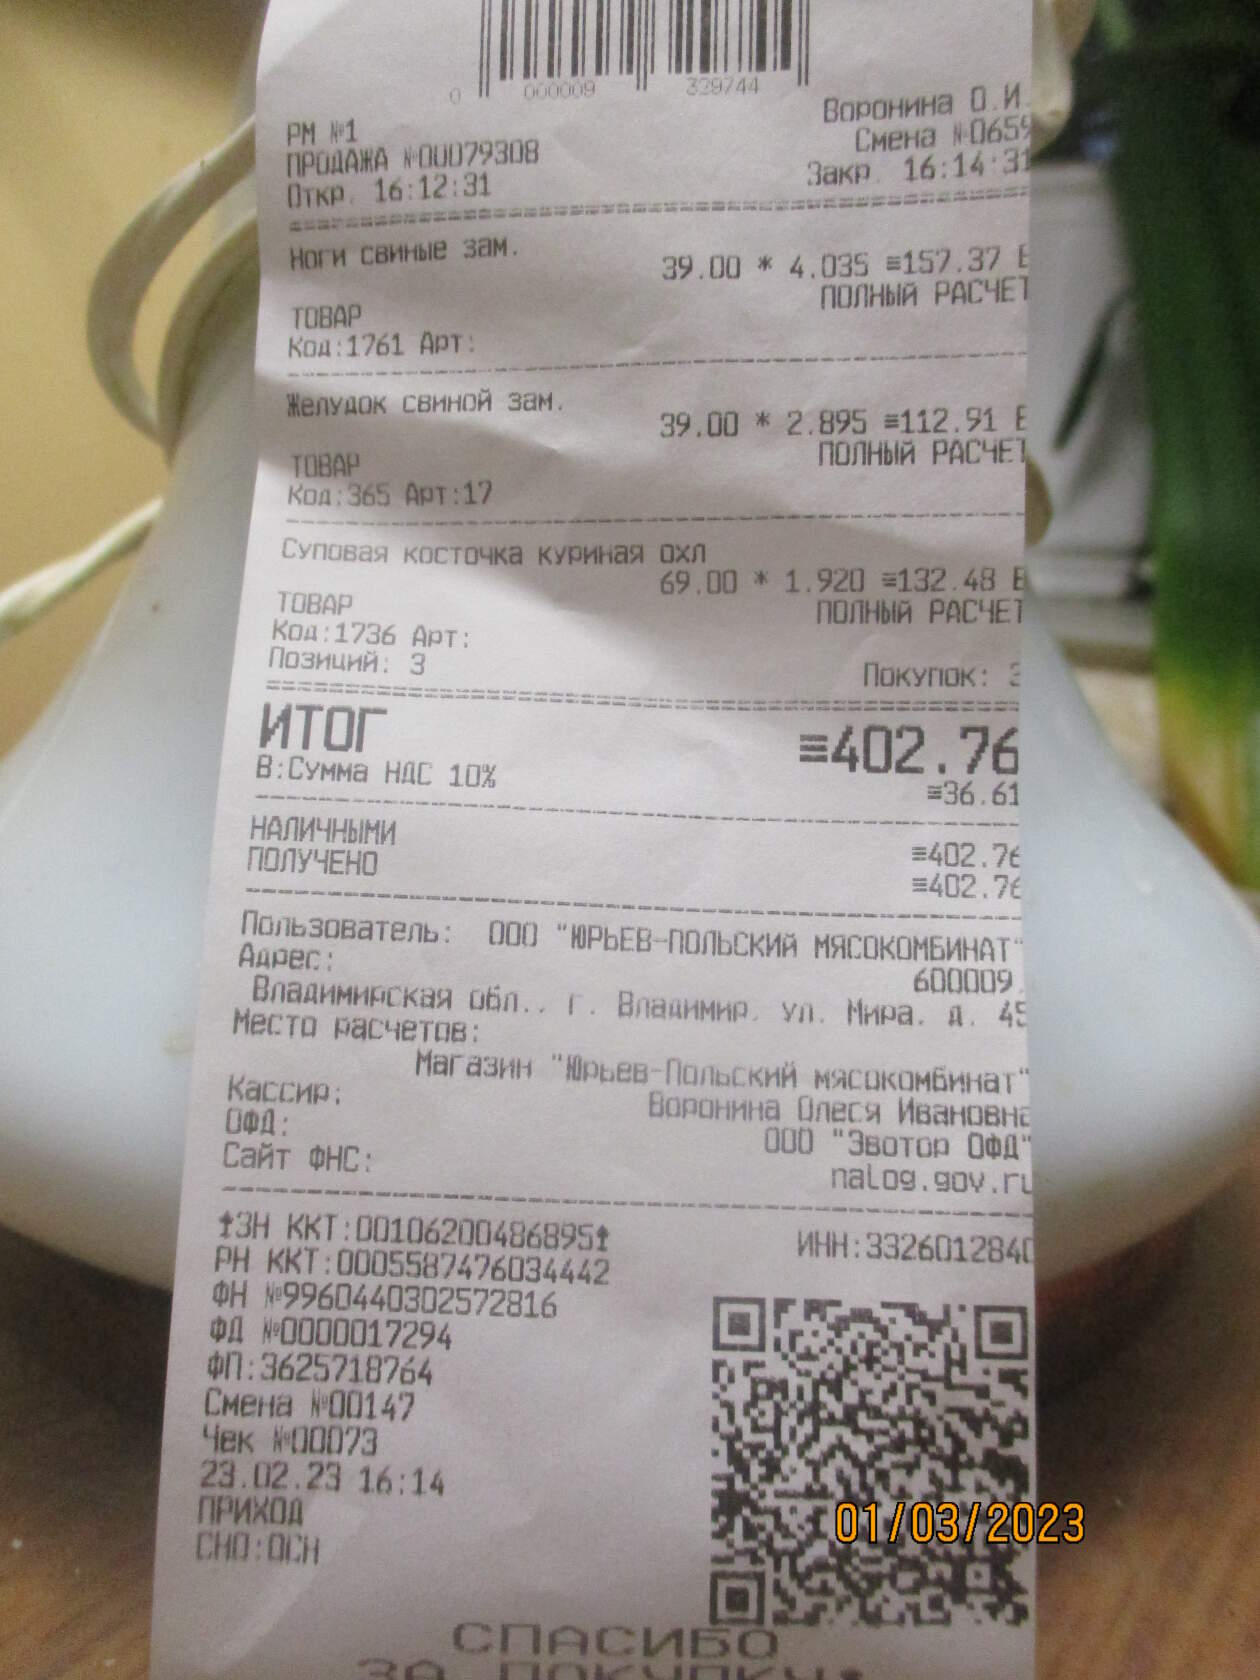 0 000009 329744
Воронина О.И.
РМ №1
Смена №0659
ПРОДАЖА №00079308
Закр. 16:14:31
Откр. 16:12:31
Ноги свиные зам.
39.00 * 4.035 ≡157.37 В
ПОЛНЫЙ РАСЧЕТ
ТОВАР
Код:1761 Арт:
Желудок свиной зам.
39.00 * 2.895 ≡112.91 В
ПОЛНЫЙ РАСЧЕТ
ТОВАР
Код:365 Арт:17
Суповая косточка куриная охл
69.00 * 1.920 ≡132.48 В
ПОЛНЫЙ РАСЧЕТ
ТОВАР
Код:1736 Арт:
Позиций: 3
Покупок: 3
ИТОГ ≡402.76
В:Сумма НДС 10% ≡36.61
НАЛИЧНЫМИ ≡402.76
ПОЛУЧЕНО ≡402.76
Пользователь: ООО "ЮРЬЕВ-ПОЛЬСКИЙ МЯСОКОМБИНАТ"
Адрес: 600009,
Владимирская обл., г. Владимир, ул. Мира, д. 45
Место расчетов:
Магазин "Юрьев-Польский мясокомбинат"
Кассир: Воронина Олеся Ивановна
ОФД: ООО "Эвотор ОФД"
Сайт ФНС: nalog.gov.ru
↑ЗН ККТ:00106200486895↑ ИНН:3326012840
РН ККТ:0005587476034442
ФН №9960440302572816
ФД №0000017294
ФП:3625718764
Смена №00147
Чек №00073
23.02.23 16:14
ПРИХОД
СНО:ОСН
СПАСИБО
ЗА ПОКУПКУ!
01/03/2023